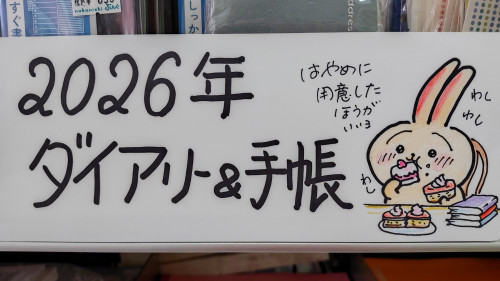 2026年
ダイアリー&手帳
はやめに
用意した
ほうが
いいヨ
わし
わし
わし